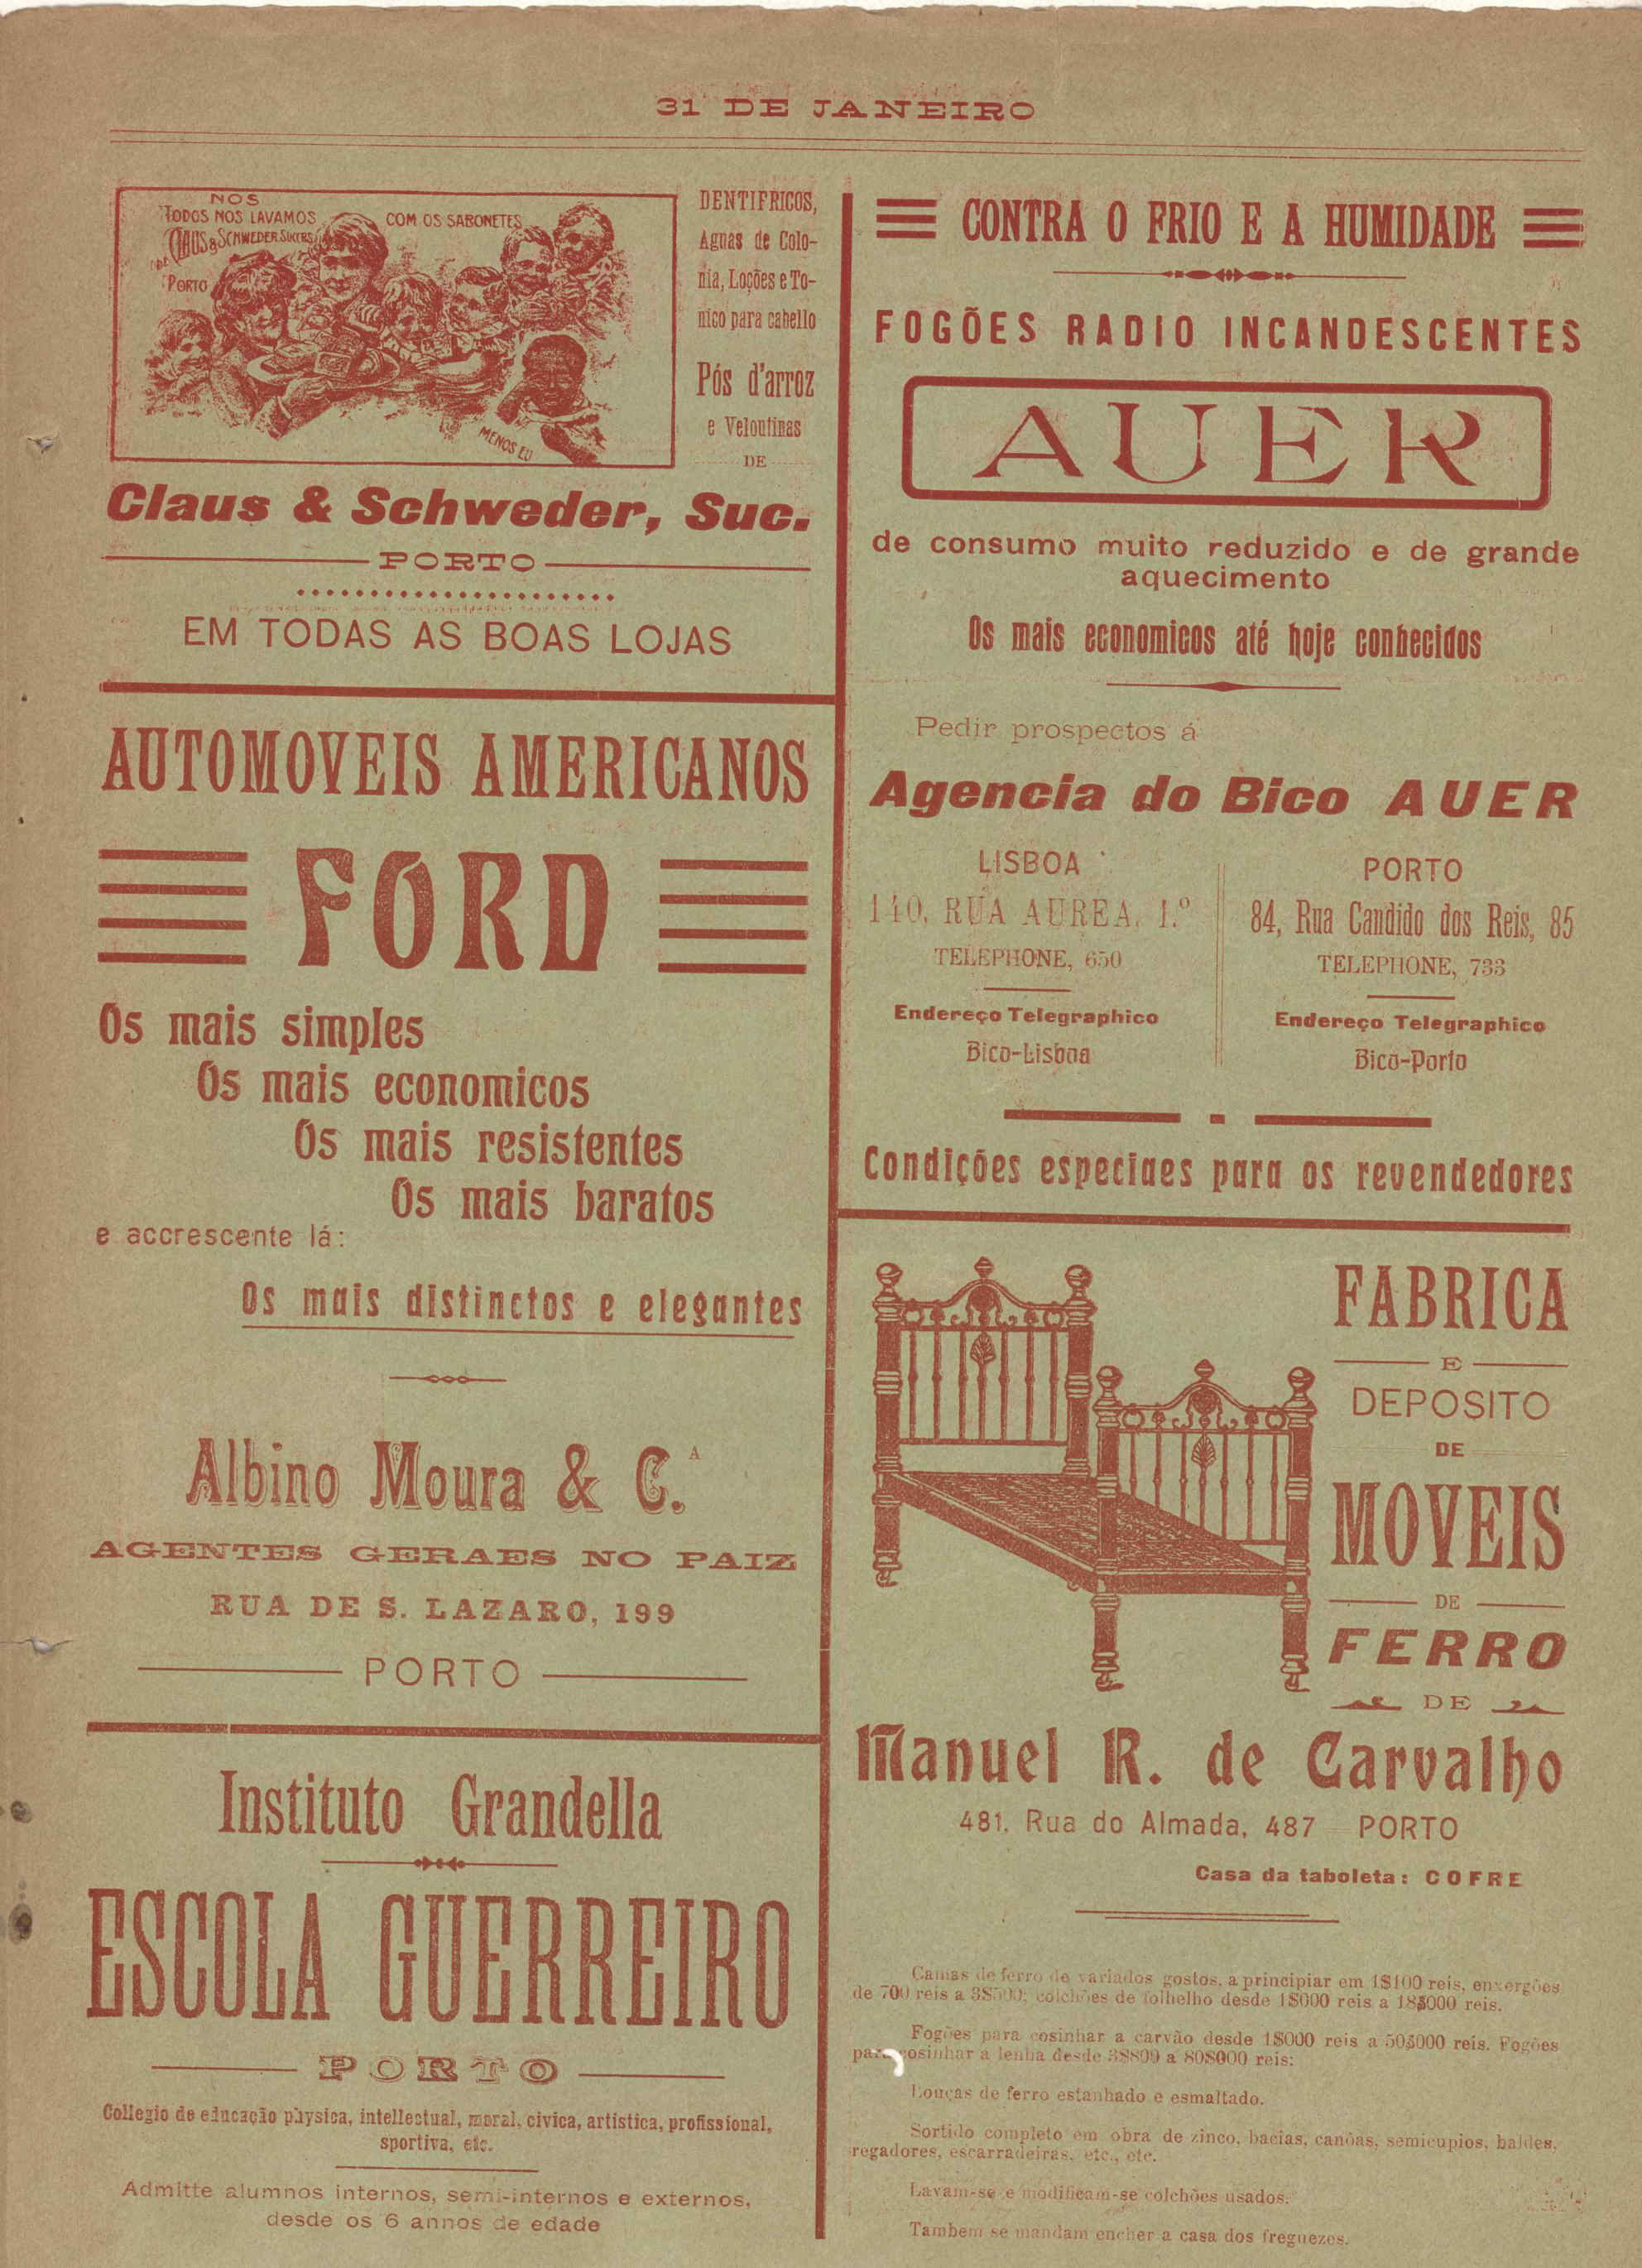 31 DE JANEIRO
NOS
TODOS NOS LAVAMOS
COM OS SABONETES
DE CLAUS & SCHWEDER SUCCRS
PORTO
MENOS EU
DENTIFRICOS,
Aguas de Colo-
nia, Loções e To-
nico para cabello
Pós d'arroz
e Veloutinas
DE
Claus & Schweder, Suc.
PORTO
EM TODAS AS BOAS LOJAS
AUTOMOVEIS AMERICANOS
FORD
Os mais simples
Os mais economicos
Os mais resistentes
Os mais baratos
e accrescente lá:
Os mais distinctos e elegantes
Albino Moura & C.A
AGENTES GERAES NO PAIZ
RUA DE S. LAZARO, 199
PORTO
Instituto Grandella
ESCOLA GUERREIRO
PORTO
Collegio de educação physica, intellectual, moral, civica, artistica, profissional,
sportiva, etc.
Admitte alumnos internos, semi-internos e externos,
desde os 6 annos de edade
CONTRA O FRIO E A HUMIDADE
FOGÕES RADIO INCANDESCENTES
AUER
de consumo muito reduzido e de grande
aquecimento
Os mais economicos até hoje conhecidos
Pedir prospectos á
Agencia do Bico AUER
LISBOA
140, RUA AUREA, 1.º
TELEPHONE, 650
Endereço Telegraphico
Bico-Lisboa
PORTO
84, Rua Candido dos Reis, 85
TELEPHONE, 733
Endereço Telegraphico
Bico-Porto
Condições especiaes para os revendedores
FABRICA
E
DEPOSITO
DE
MOVEIS
DE
FERRO
DE
Manuel R. de Carvalho
481, Rua do Almada, 487 — PORTO
Casa da taboleta: COFRE
Camas de ferro de variados gostos, a principiar em 1$100 reis, enxergões
de 700 reis a 3$500; colchões de folhelho desde 1$000 reis a 18$000 reis.
Fogões para cosinhar a carvão desde 1$000 reis a 50$000 reis. Fogões
para cosinhar a lenha desde a 80$000 reis:
Louças de ferro estanhado e esmaltado.
Sortido completo em obra de zinco, bacias, canôas, semicupios, baldes,
regadores, escarradeiras, etc., etc.
Lavam-se e modificam-se colchões usados.
Tambem se mandam encher a casa dos freguezes.